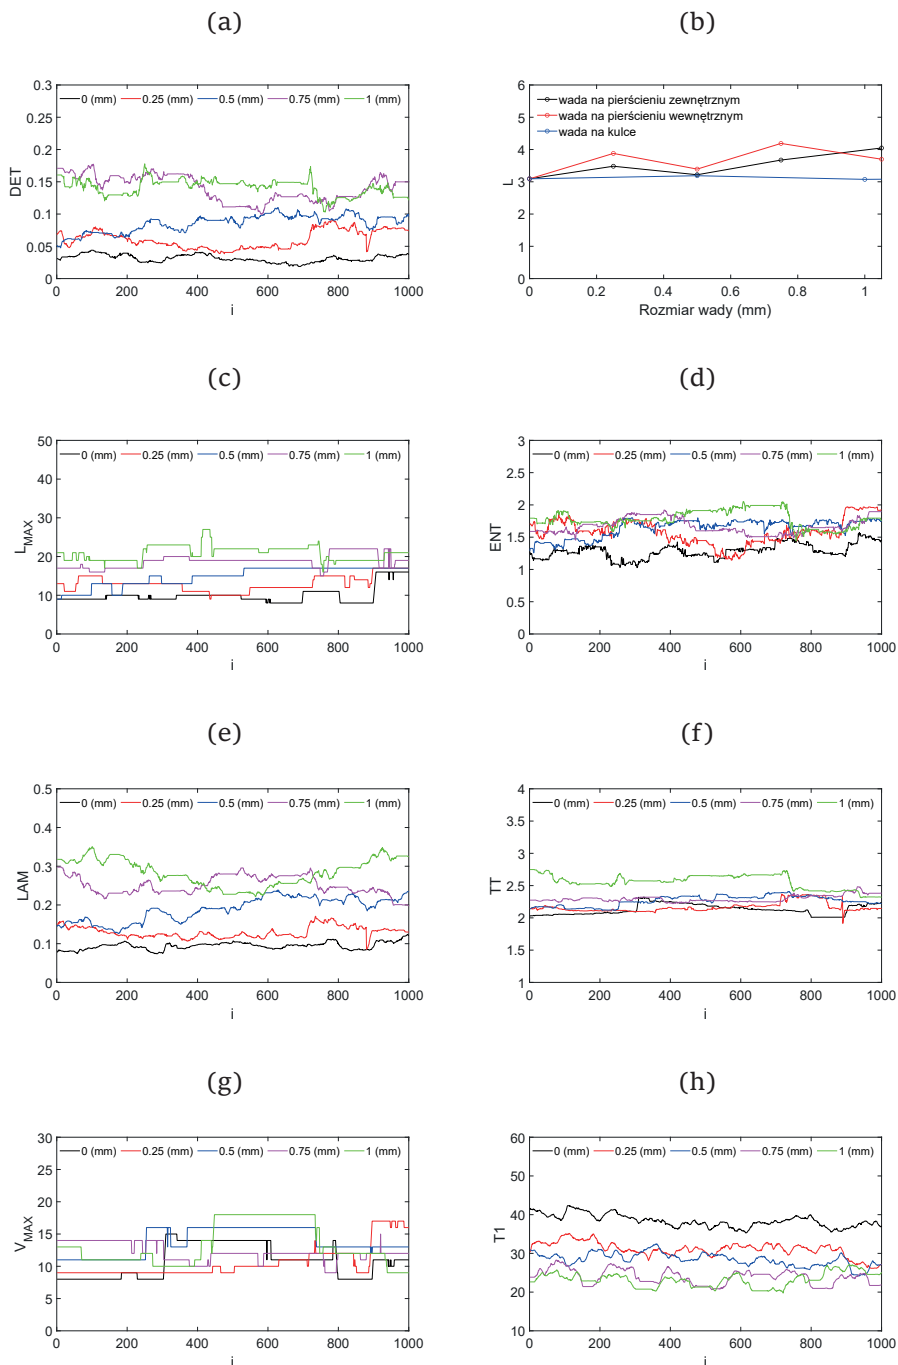 (a)
0.3
0.25
0.2
0.15
0.1
0.05
0
DET
0 (mm) 0.25 (mm) 0.5 (mm) 0.75 (mm) 1 (mm)
0 200 400 600 800 1000
i
(b)
6
5
4
3
2
1
0
L
wada na pierścieniu zewnętrznym
wada na pierścieniu wewnętrznym
wada na kulce
0 0.2 0.4 0.6 0.8 1
Rozmiar wady (mm)
(c)
50
40
30
20
10
0
L_MAX
0 (mm) 0.25 (mm) 0.5 (mm) 0.75 (mm) 1 (mm)
0 200 400 600 800 1000
i
(d)
3
2.5
2
1.5
1
0.5
0
ENT
0 (mm) 0.25 (mm) 0.5 (mm) 0.75 (mm) 1 (mm)
0 200 400 600 800 1000
i
(e)
0.5
0.4
0.3
0.2
0.1
0
LAM
0 (mm) 0.25 (mm) 0.5 (mm) 0.75 (mm) 1 (mm)
0 200 400 600 800 1000
i
(f)
4
3.5
3
2.5
2
1.5
1
TT
0 (mm) 0.25 (mm) 0.5 (mm) 0.75 (mm) 1 (mm)
0 200 400 600 800 1000
i
(g)
30
25
20
15
10
5
0
V_MAX
0 (mm) 0.25 (mm) 0.5 (mm) 0.75 (mm) 1 (mm)
0 200 400 600 800 1000
i
(h)
60
50
40
30
20
10
T1
0 (mm) 0.25 (mm) 0.5 (mm) 0.75 (mm) 1 (mm)
0 200 400 600 800 1000
i